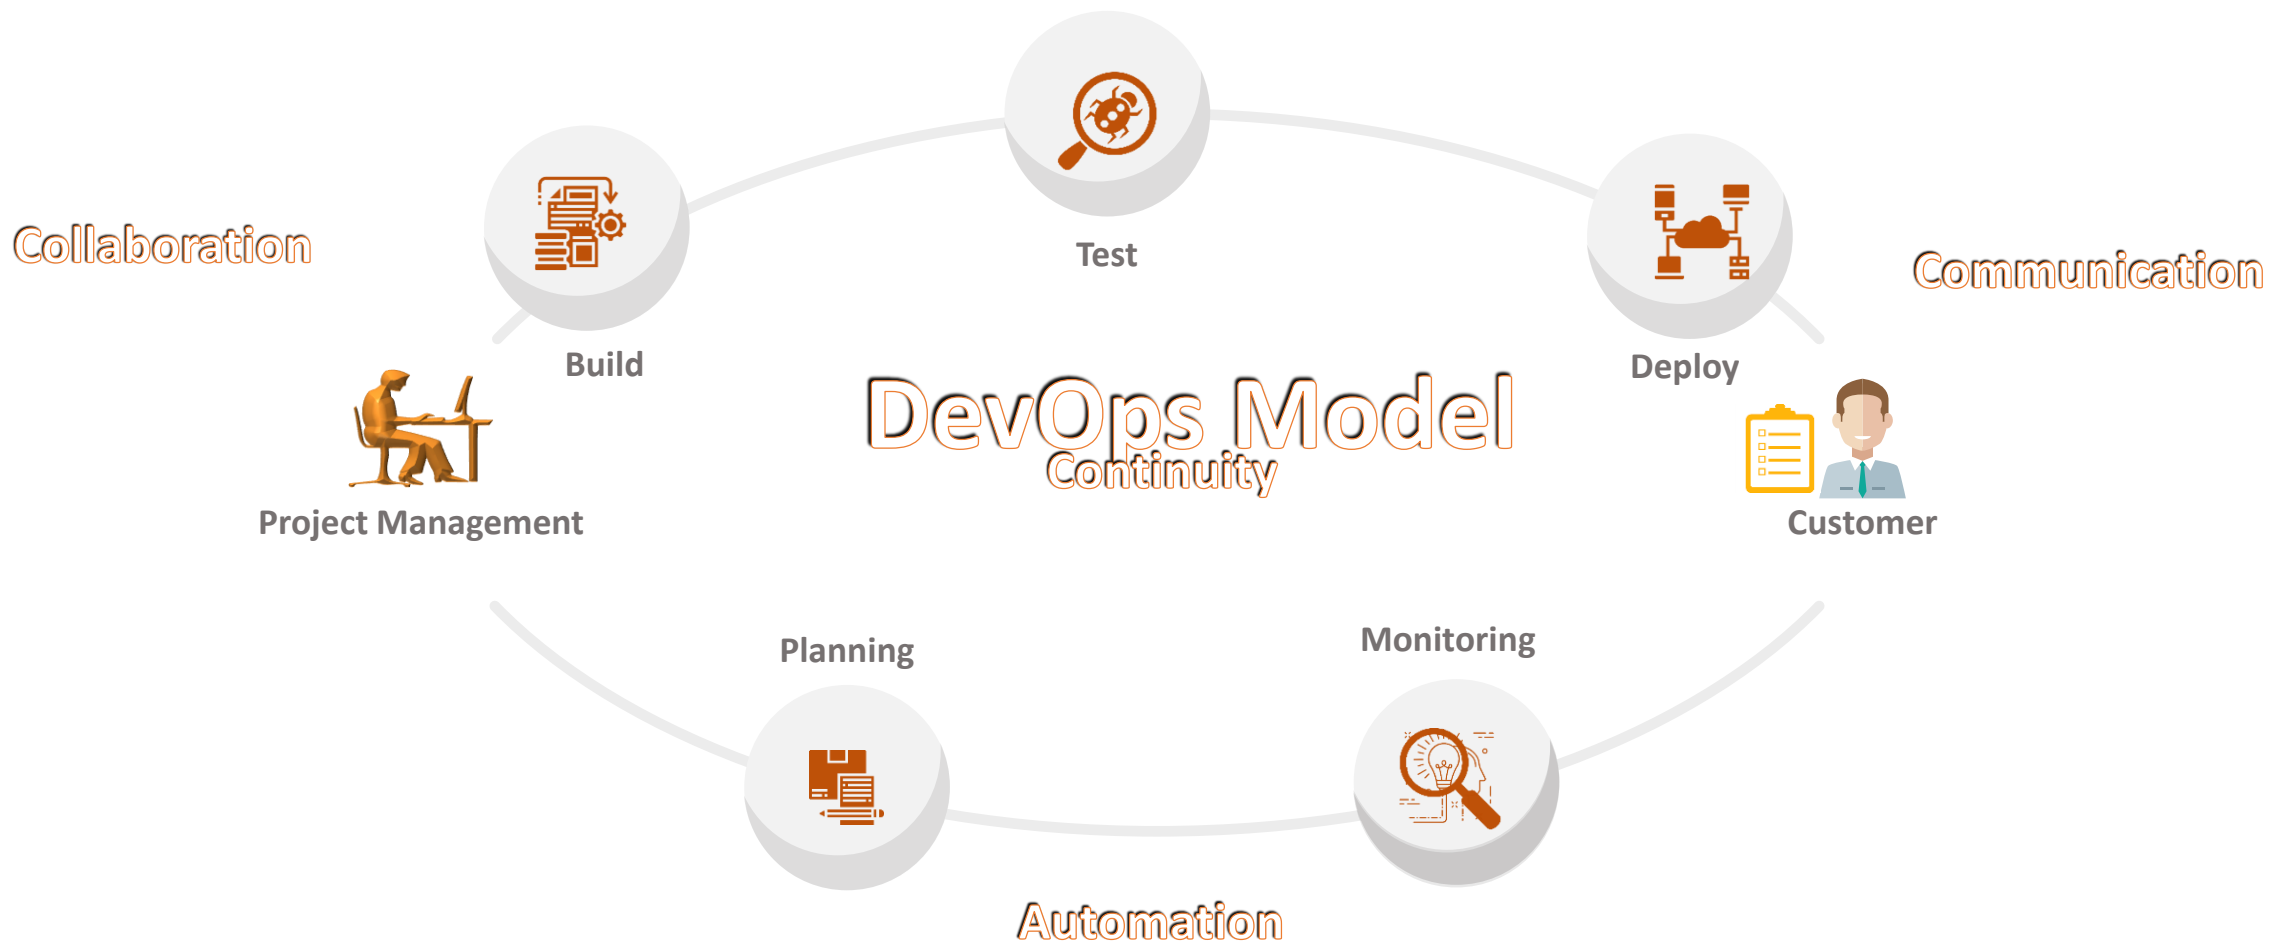 Collaboration
Test
Communication
Build
Deploy
DevOps Model
Continuity
Project Management
Customer
Planning
Monitoring
Automation